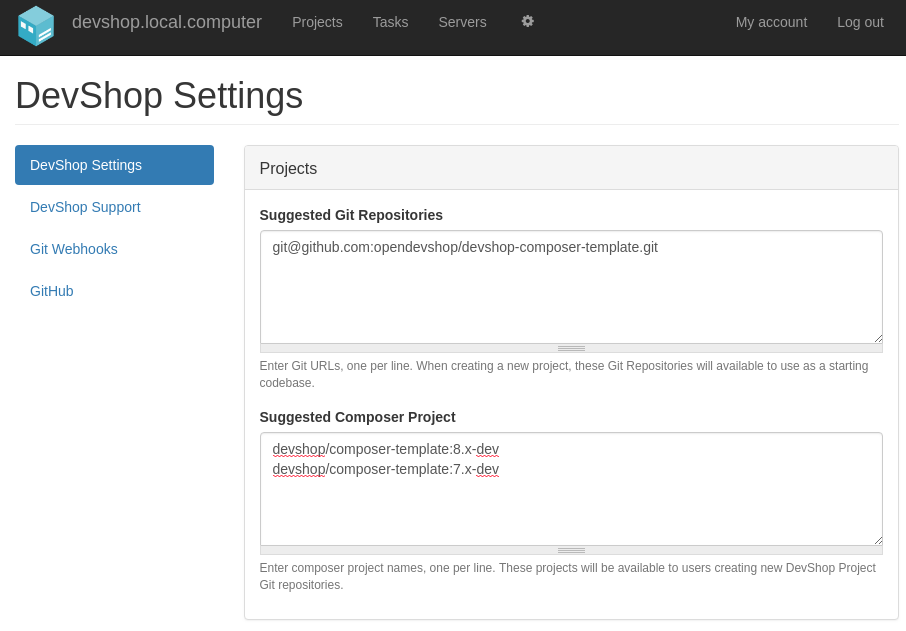 devshop.local.computer Projects Tasks Servers My account Log out
DevShop Settings
DevShop Settings
DevShop Support
Git Webhooks
GitHub
Projects
Suggested Git Repositories
git@github.com:opendevshop/devshop-composer-template.git
Enter Git URLs, one per line. When creating a new project, these Git Repositories will available to use as a starting
codebase.
Suggested Composer Project
devshop/composer-template:8.x-dev
devshop/composer-template:7.x-dev
Enter composer project names, one per line. These projects will be available to users creating new DevShop Project
Git repositories.